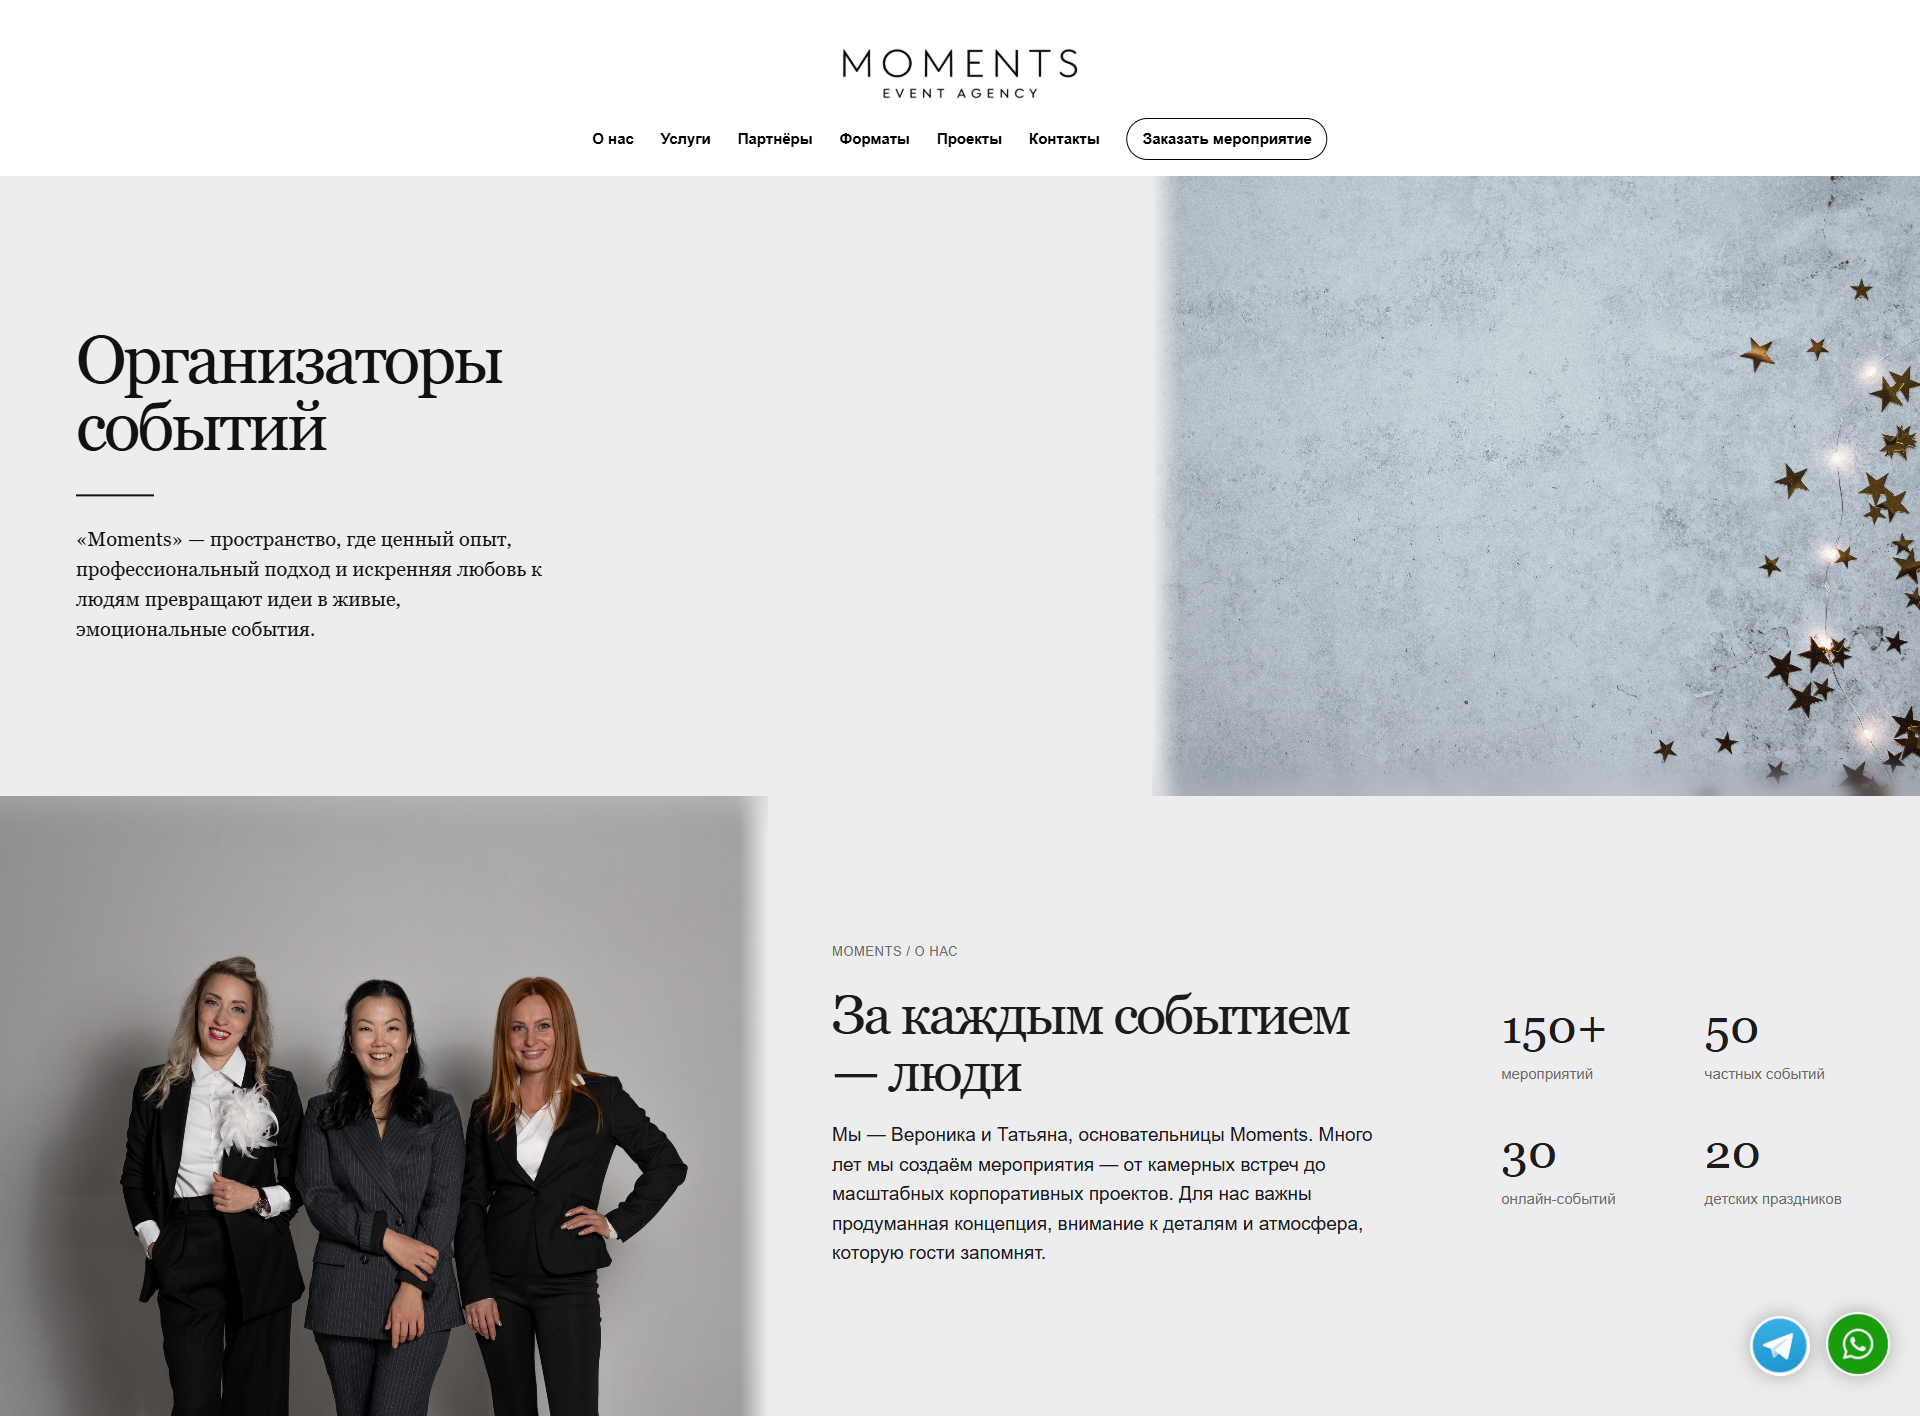 MOMENTS
EVENT AGENCY
О нас
Услуги
Партнёры
Форматы
Проекты
Контакты
Заказать мероприятие
Организаторы
событий
«Moments» — пространство, где ценный опыт,
профессиональный подход и искренняя любовь к
людям превращают идеи в живые,
эмоциональные события.
MOMENTS / О НАС
За каждым событием
— люди
Мы — Вероника и Татьяна, основательницы Moments. Много
лет мы создаём мероприятия — от камерных встреч до
масштабных корпоративных проектов. Для нас важны
продуманная концепция, внимание к деталям и атмосфера,
которую гости запомнят.
150+
мероприятий
50
частных событий
30
онлайн-событий
20
детских праздников